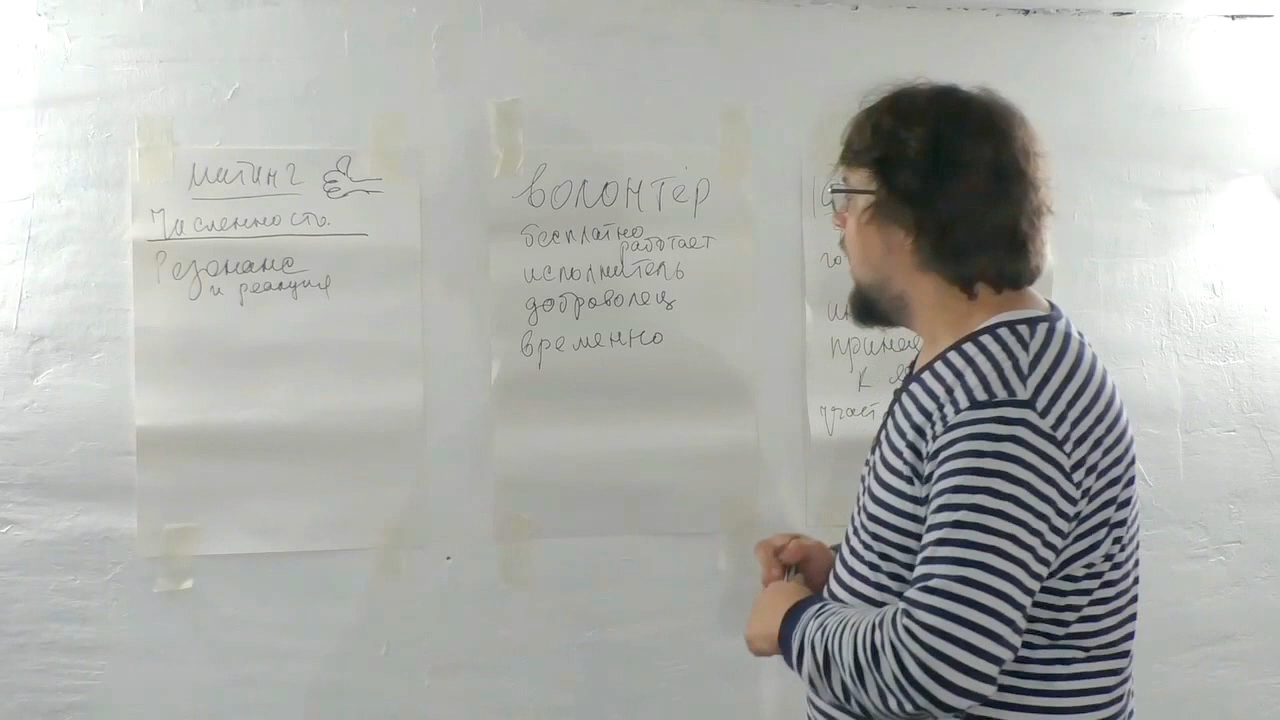 митинг
Численность
Резонанс
и реакция
волонтёр
бесплатно
работает
исполнитель
доброволец
временно
к